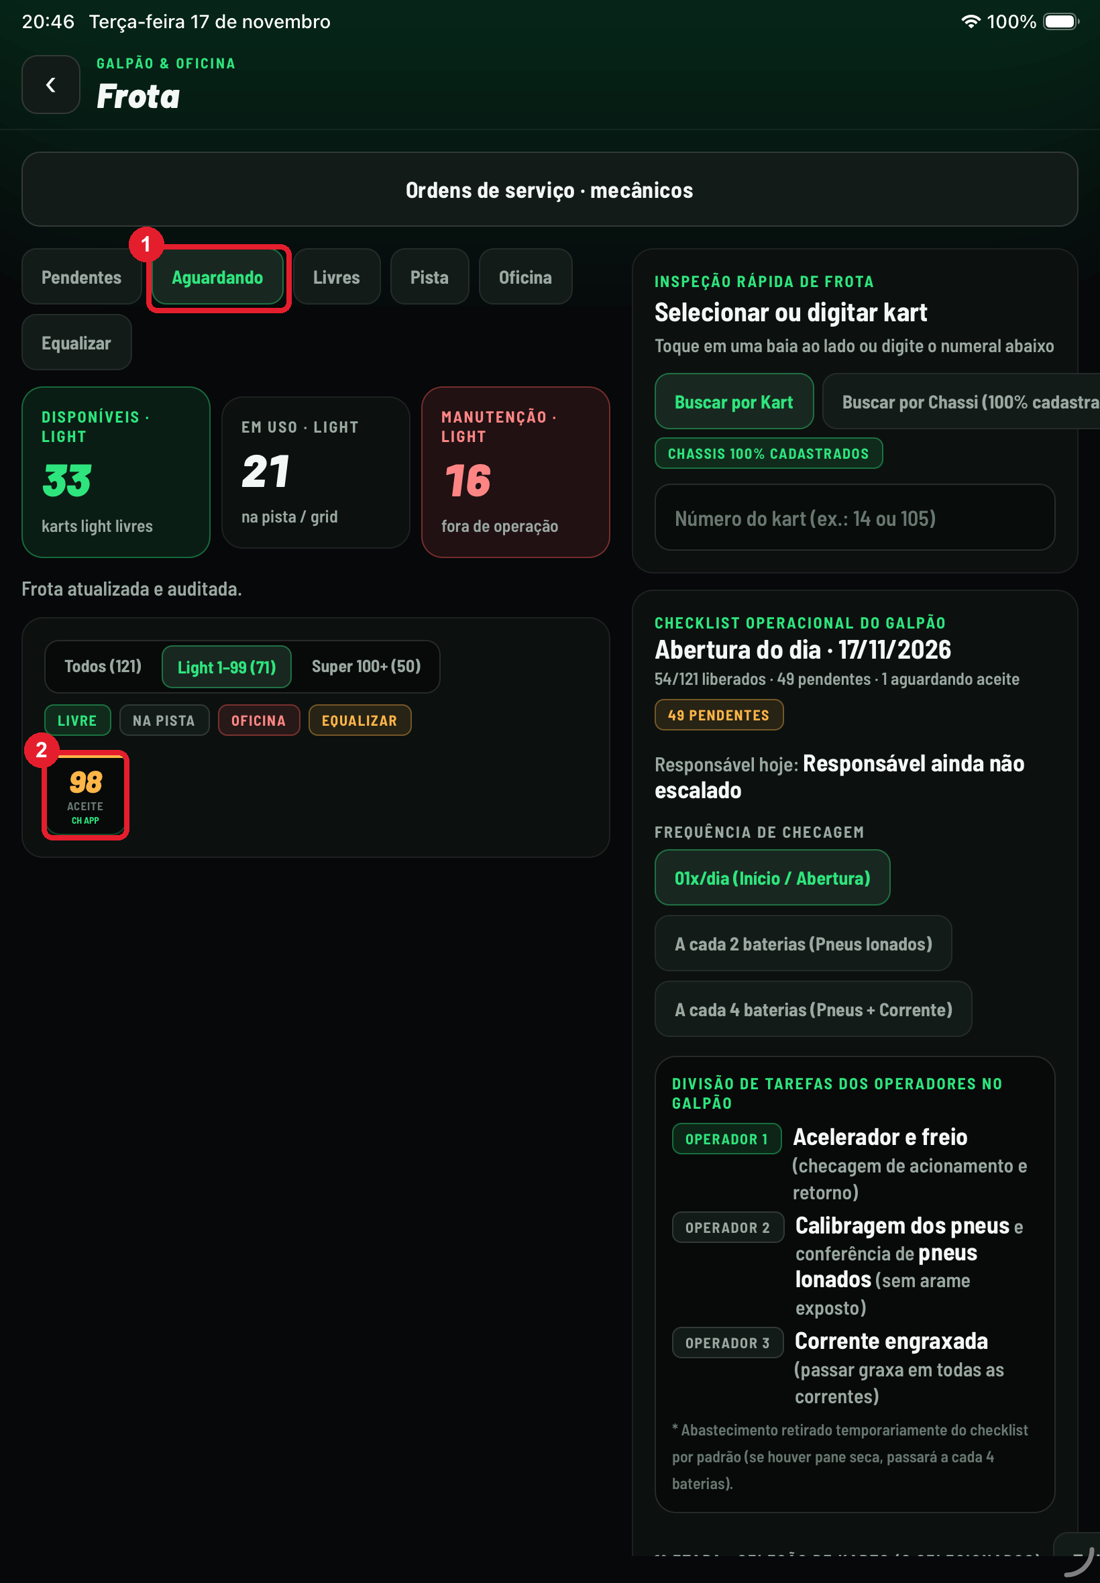 20:46 Terça-feira 17 de novembro
100%
GALPÃO & OFICINA
Frota
Ordens de serviço · mecânicos
1
Pendentes
Aguardando
Livres
Pista
Oficina
Equalizar
DISPONÍVEIS ·
LIGHT
33
karts light livres
EM USO · LIGHT
21
na pista / grid
MANUTENÇÃO ·
LIGHT
16
fora de operação
Frota atualizada e auditada.
Todos (121)
Light 1–99 (71)
Super 100+ (50)
LIVRE
NA PISTA
OFICINA
EQUALIZAR
2
98
ACEITE
CH APP
INSPEÇÃO RÁPIDA DE FROTA
Selecionar ou digitar kart
Toque em uma baia ao lado ou digite o numeral abaixo
Buscar por Kart
Buscar por Chassi (100% cadastra
CHASSIS 100% CADASTRADOS
Número do kart (ex.: 14 ou 105)
CHECKLIST OPERACIONAL DO GALPÃO
Abertura do dia · 17/11/2026
54/121 liberados · 49 pendentes · 1 aguardando aceite
49 PENDENTES
Responsável hoje: Responsável ainda não
escalado
FREQUÊNCIA DE CHECAGEM
01x/dia (Início / Abertura)
A cada 2 baterias (Pneus lonados)
A cada 4 baterias (Pneus + Corrente)
DIVISÃO DE TAREFAS DOS OPERADORES NO
GALPÃO
OPERADOR 1
Acelerador e freio
(checagem de acionamento e
retorno)
OPERADOR 2
Calibragem dos pneus e
conferência de pneus
lonados (sem arame
exposto)
OPERADOR 3
Corrente engraxada
(passar graxa em todas as
correntes)
* Abastecimento retirado temporariamente do checklist
por padrão (se houver pane seca, passará a cada 4
baterias).